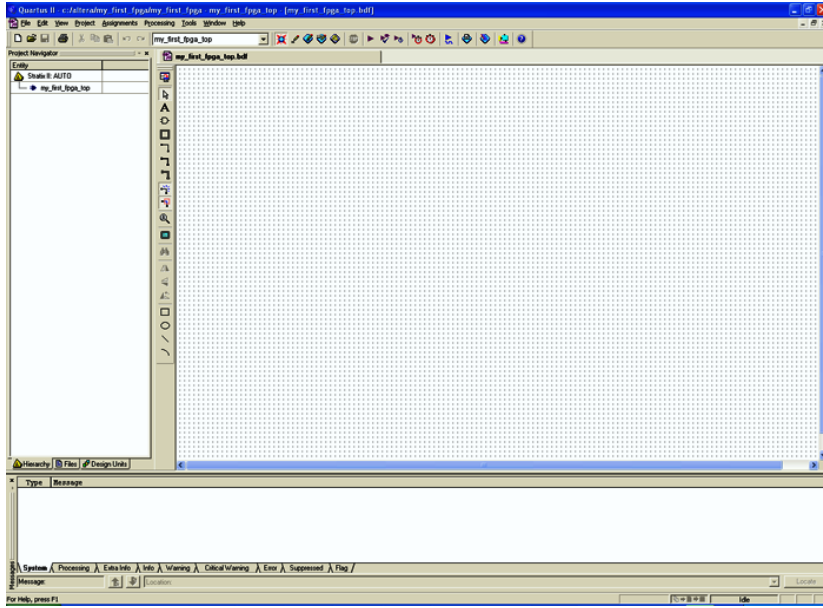 Quartus II - c:/altera/my_first_fpga/my_first_fpga - my_first_fpga_top - [my_first_fpga_top.bdf]
File Edit View Project Assignments Processing Tools Window Help
my_first_fpga_top
Project Navigator
my_first_fpga_top.bdf
Entity
Stratix II: AUTO
my_first_fpga_top
A
Hierarchy Files Design Units
Type Message
System Processing Extra Info Info Warning Critical Warning Error Suppressed Flag
Messages
Message: Location: Locate
For Help, press F1 Idle